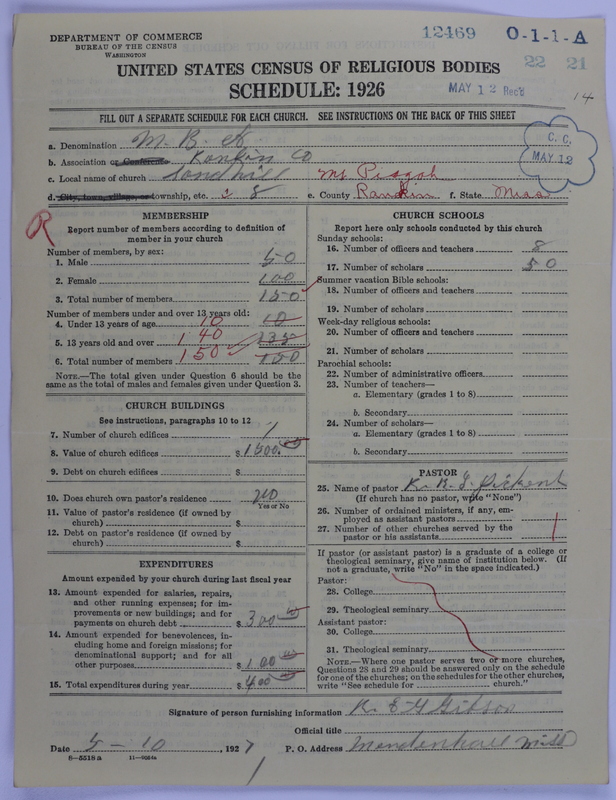 DEPARTMENT OF COMMERCE
BUREAU OF THE CENSUS
WASHINGTON
12469 O-1-1-A
22 21
UNITED STATES CENSUS OF RELIGIOUS BODIES
SCHEDULE: 1926
MAY 12 Rec'd
14
FILL OUT A SEPARATE SCHEDULE FOR EACH CHURCH. SEE INSTRUCTIONS ON THE BACK OF THIS SHEET
C. C.
MAY 12
a. Denomination M. B.
b. Association or Conference Rankin Co
c. Local name of church Sand hill Mt Pisgah
d. City, town, village, or township, etc. 8 e. County Rankin f. State Miss
R
MEMBERSHIP
Report number of members according to definition of
member in your church
Number of members, by sex:
1. Male 50
2. Female 100
3. Total number of members 150
Number of members under and over 13 years old:
4. Under 13 years of age 10 10
5. 13 years old and over 140
6. Total number of members 150 150
NOTE.—The total given under Question 6 should be the
same as the total of males and females given under Question 3.
CHURCH BUILDINGS
See instructions, paragraphs 10 to 12
7. Number of church edifices 1
8. Value of church edifices $ 1500.
9. Debt on church edifices $
10. Does church own pastor's residence no
Yes or No
11. Value of pastor's residence (if owned by
church) $
12. Debt on pastor's residence (if owned by
church) $
EXPENDITURES
Amount expended by your church during last fiscal year
13. Amount expended for salaries, repairs,
and other running expenses; for im-
provements or new buildings; and for
payments on church debt $ 300
14. Amount expended for benevolences, in-
cluding home and foreign missions; for
denominational support; and for all
other purposes $ 100
15. Total expenditures during year $ 400
CHURCH SCHOOLS
Report here only schools conducted by this church
Sunday schools:
16. Number of officers and teachers 8
17. Number of scholars 50
Summer vacation Bible schools:
18. Number of officers and teachers
19. Number of scholars
Week-day religious schools:
20. Number of officers and teachers
21. Number of scholars
Parochial schools:
22. Number of administrative officers
23. Number of teachers—
a. Elementary (grades 1 to 8)
b. Secondary
24. Number of scholars—
a. Elementary (grades 1 to 8)
b. Secondary
PASTOR
25. Name of pastor
(If church has no pastor, write "None")
26. Number of ordained ministers, if any, em-
ployed as assistant pastors
27. Number of other churches served by the
pastor or his assistants
If pastor (or assistant pastor) is a graduate of a college or
theological seminary, give name of institution below. (If
not a graduate, write "No" in the space indicated.)
Pastor:
28. College
29. Theological seminary
Assistant pastor:
30. College
31. Theological seminary
NOTE.—Where one pastor serves two or more churches,
Questions 28 and 29 should be answered only on the schedule
for one of the churches; on the schedules for the other churches,
write "See schedule for church."
Signature of person furnishing information Gibson
Official title
Date 5-10, 1927 P. O. Address Mendenhall Miss
8-5518 a 11-9094a